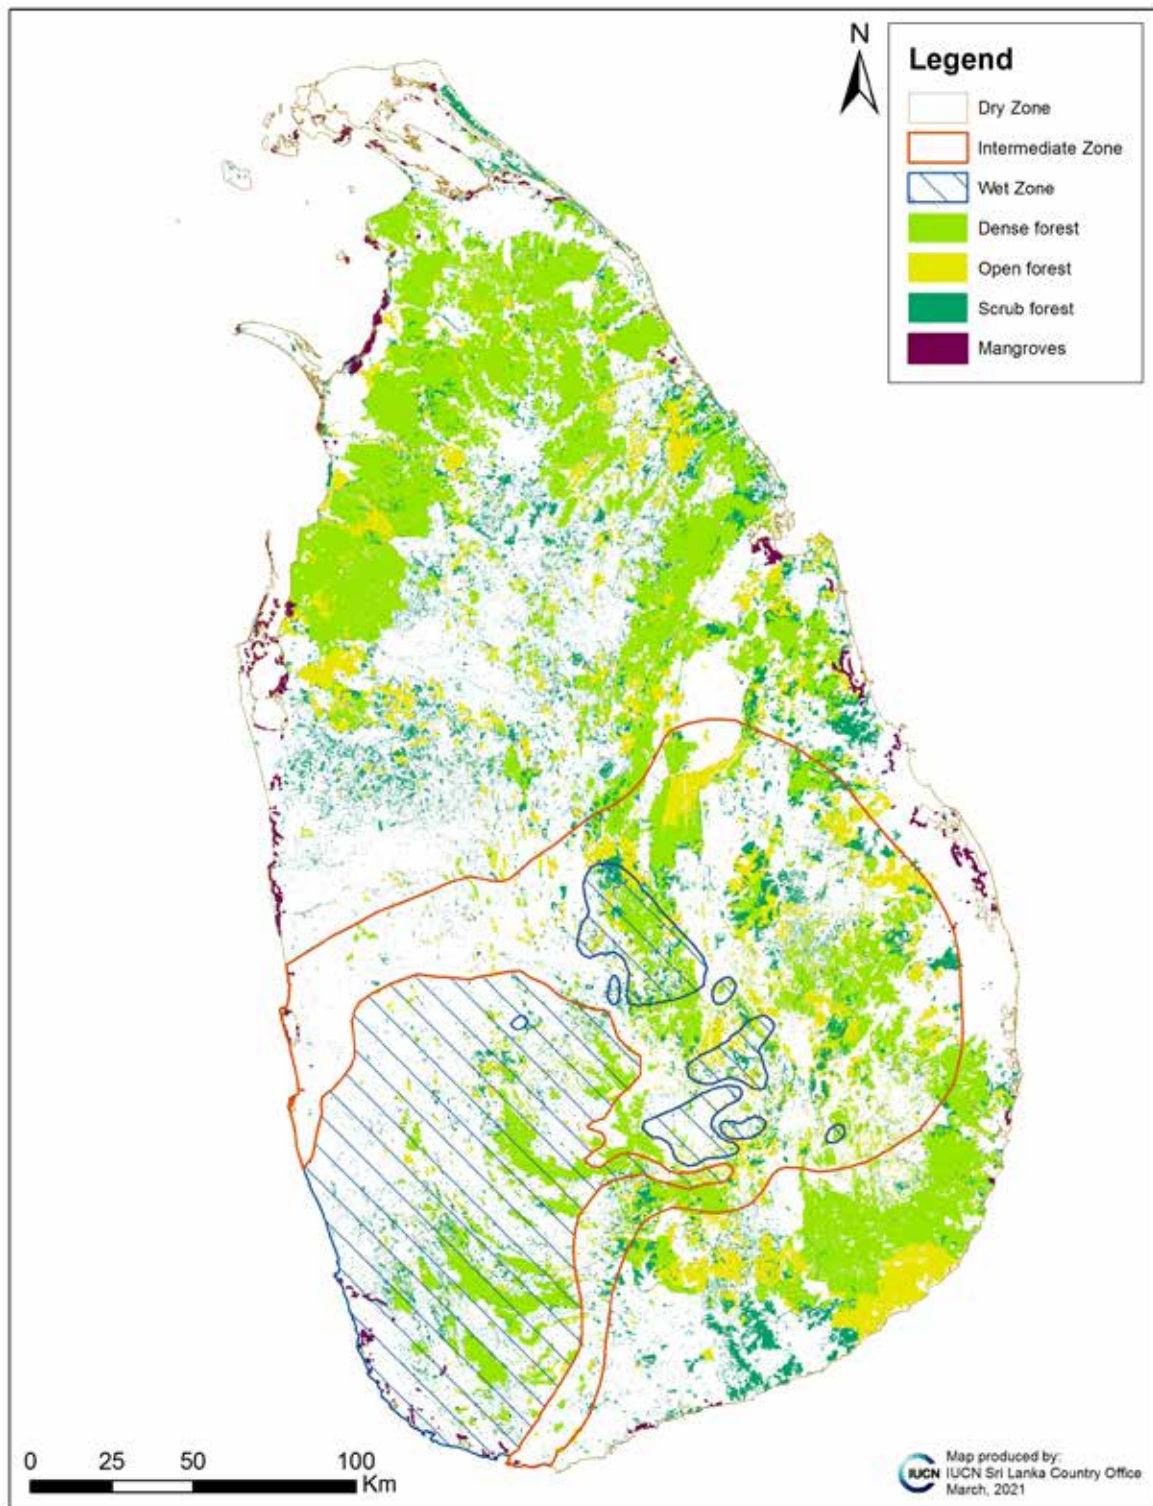 N
Legend
Dry Zone
Intermediate Zone
Wet Zone
Dense forest
Open forest
Scrub forest
Mangroves
0 25 50 100
Km
IUCN
Map produced by:
IUCN Sri Lanka Country Office
March, 2021